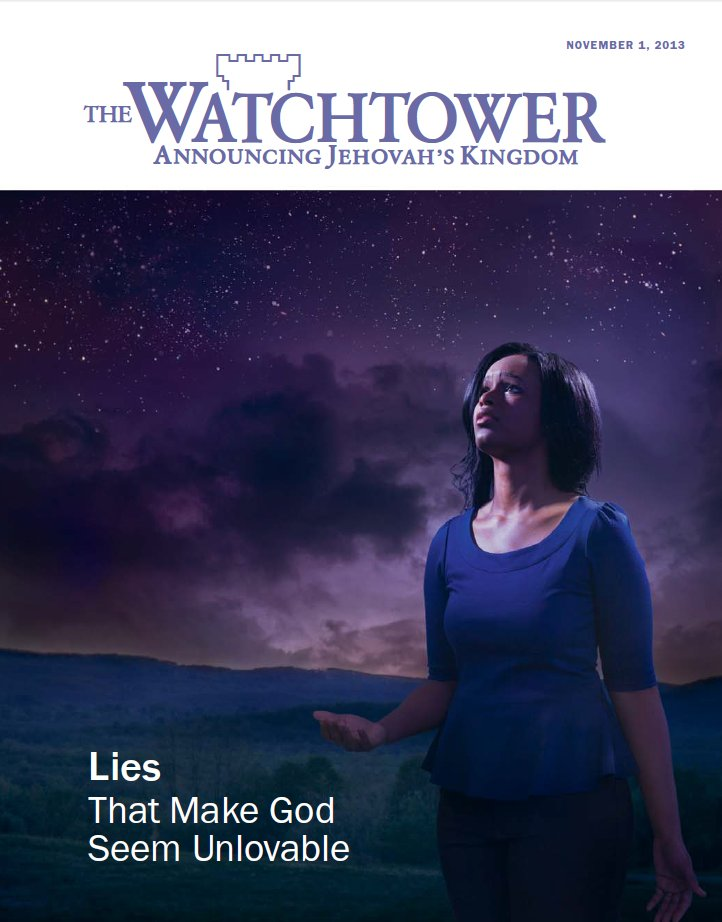 NOVEMBER 1, 2013
THE WATCHTOWER
ANNOUNCING JEHOVAH'S KINGDOM
Lies
That Make God
Seem Unlovable